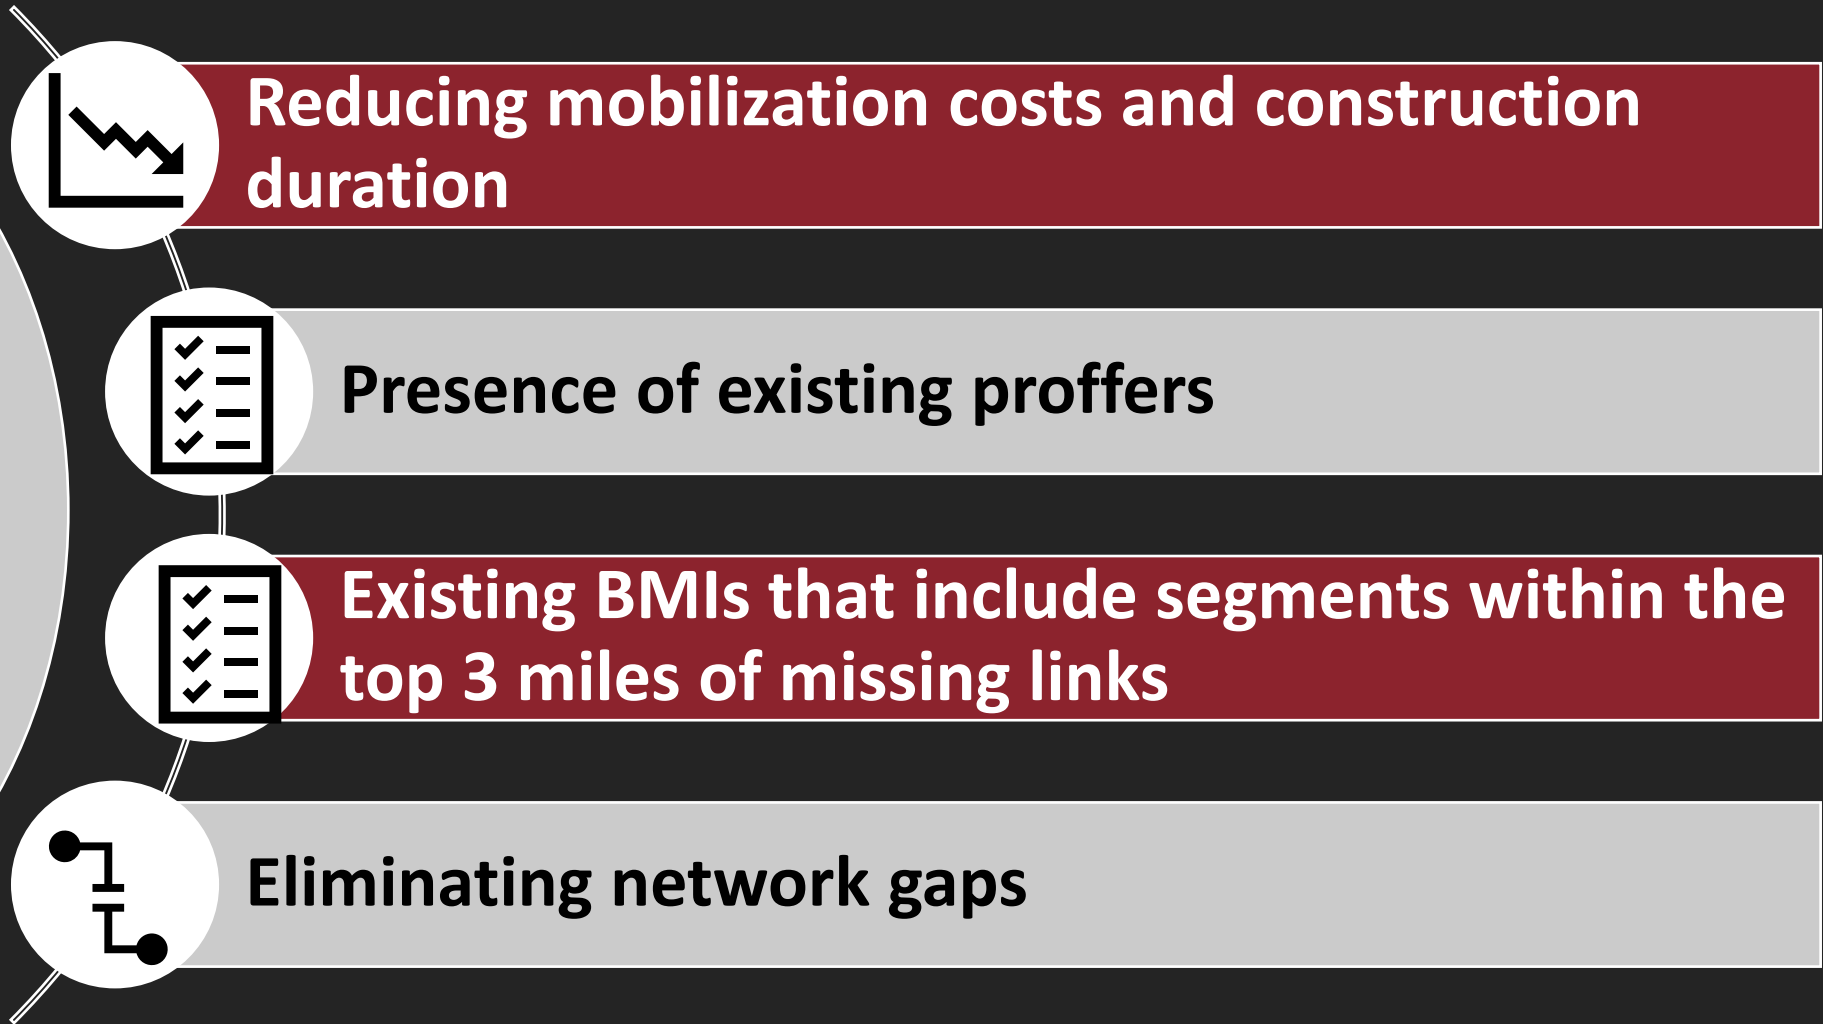 Reducing mobilization costs and construction
duration
Presence of existing proffers
Existing BMIs that include segments within the
top 3 miles of missing links
Eliminating network gaps